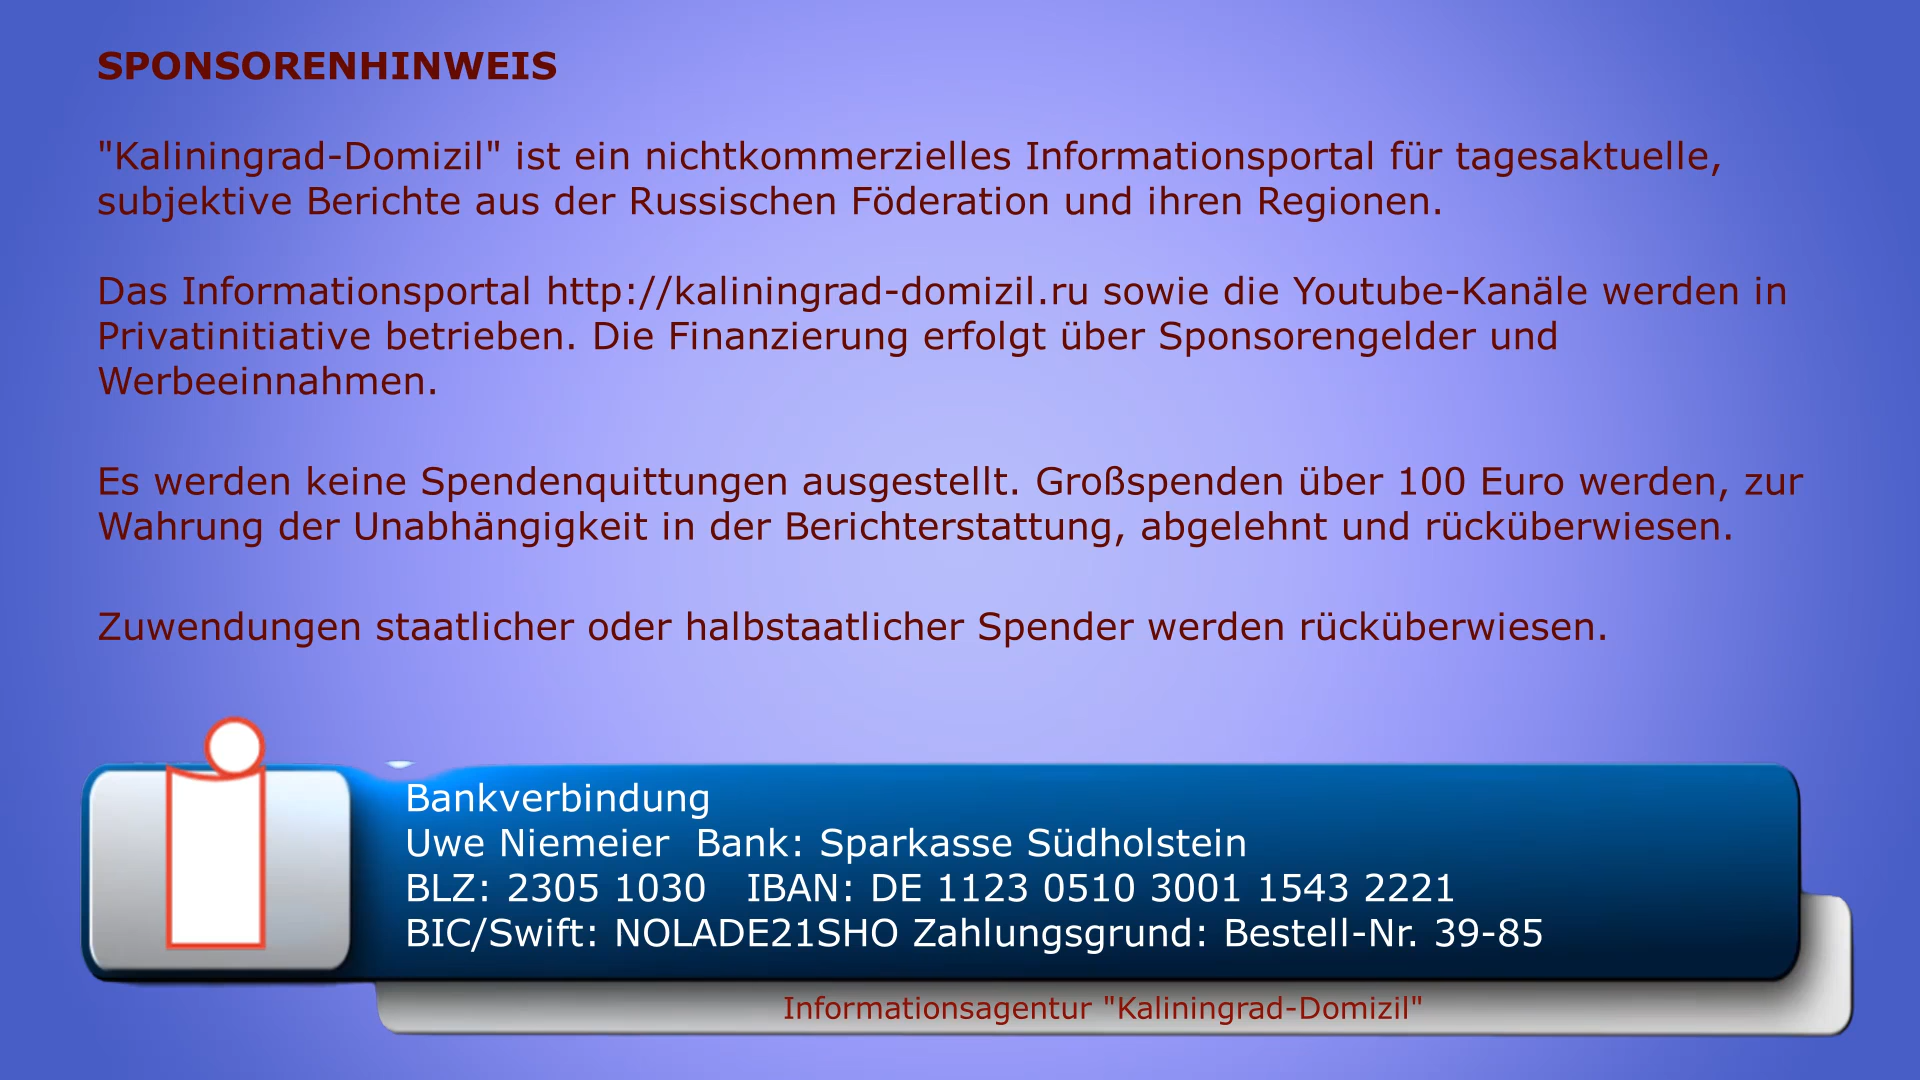 SPONSORENHINWEIS
"Kaliningrad-Domizil" ist ein nichtkommerzielles Informationsportal für tagesaktuelle,
subjektive Berichte aus der Russischen Föderation und ihren Regionen.
Das Informationsportal http://kaliningrad-domizil.ru sowie die Youtube-Kanäle werden in
Privatinitiative betrieben. Die Finanzierung erfolgt über Sponsorengelder und
Werbeeinnahmen.
Es werden keine Spendenquittungen ausgestellt. Großspenden über 100 Euro werden, zur
Wahrung der Unabhängigkeit in der Berichterstattung, abgelehnt und rücküberwiesen.
Zuwendungen staatlicher oder halbstaatlicher Spender werden rücküberwiesen.
Bankverbindung
Uwe Niemeier  Bank: Sparkasse Südholstein
BLZ: 2305 1030   IBAN: DE 1123 0510 3001 1543 2221
BIC/Swift: NOLADE21SHO Zahlungsgrund: Bestell-Nr. 39-85
Informationsagentur "Kaliningrad-Domizil"